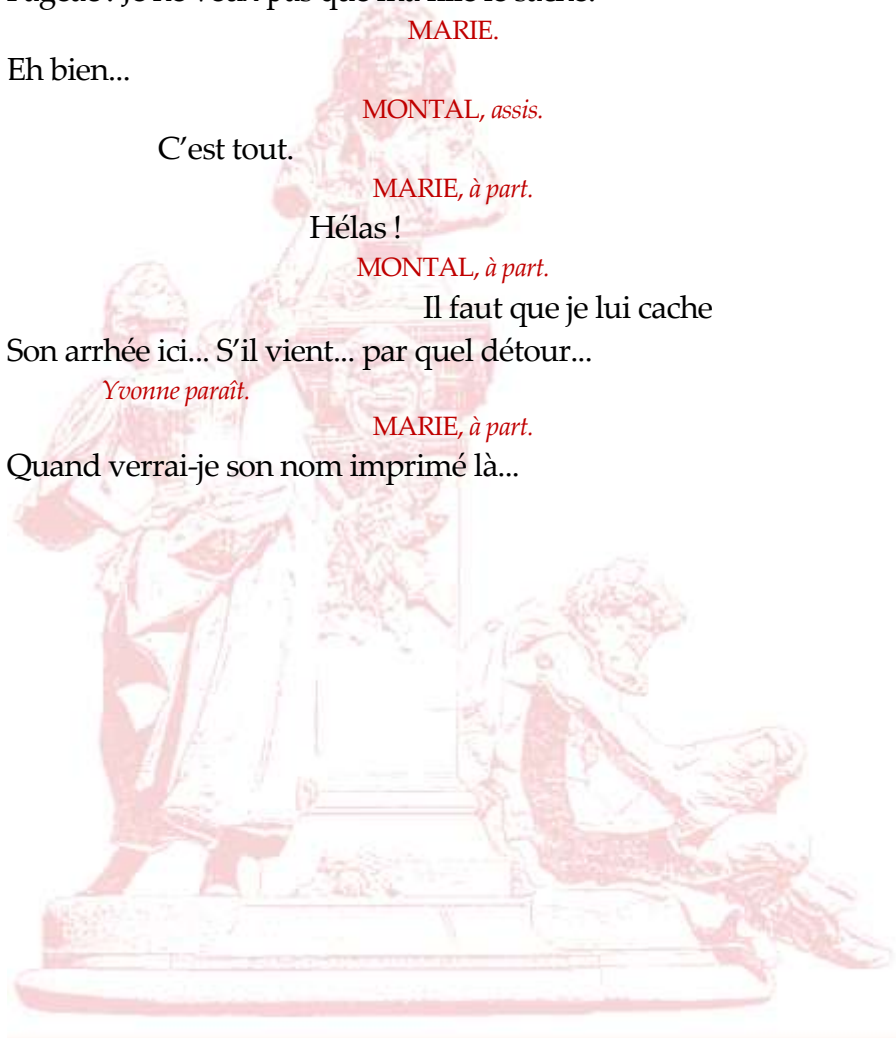 MARIE.
Eh bien...
MONTAL, assis.
C’est tout.
MARIE, à part.
Hélas !
MONTAL, à part.
Il faut que je lui cache
Son arrhée ici... S’il vient... par quel détour...
Yvonne paraît.
MARIE, à part.
Quand verrai-je son nom imprimé là...